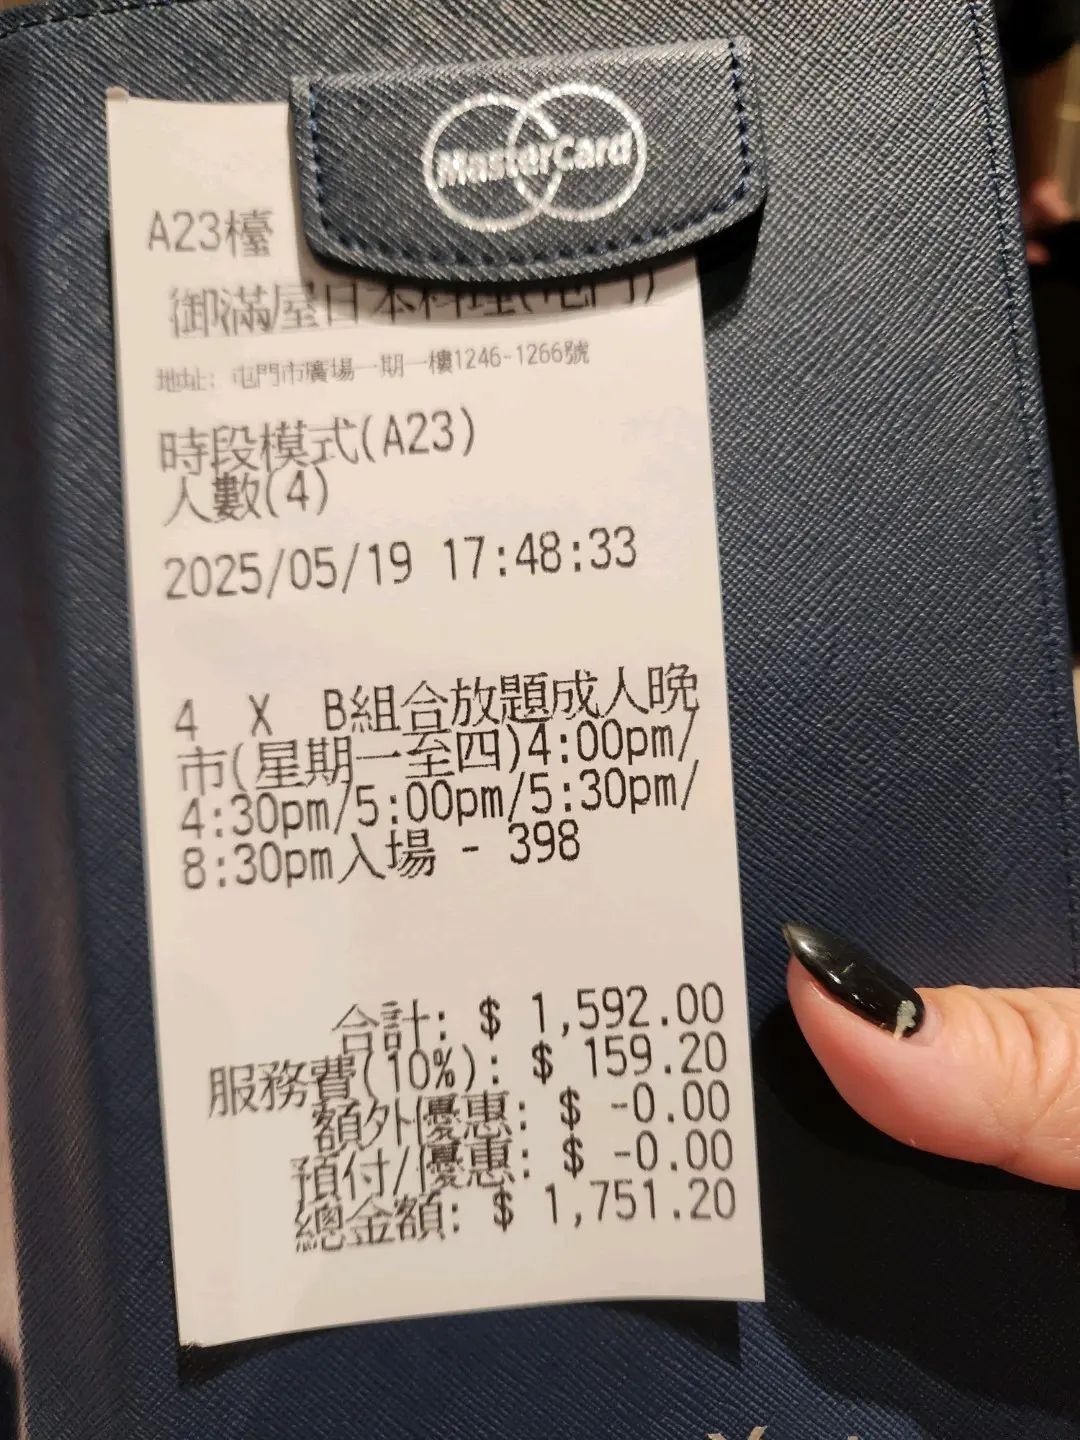 MasterCard
A23檯
御滿屋日本料理(屯門)
地址: 屯門市廣場一期一樓1246-1266號
時段模式(A23)
人數(4)
2025/05/19 17:48:33
4 X B組合放題成人晚
市(星期一至四)4:00pm/
4:30pm/5:00pm/5:30pm/
8:30pm入場 - 398
合計: $ 1,592.00
服務費(10%): $ 159.20
額外優惠: $ -0.00
預付/優惠: $ -0.00
總金額: $ 1,751.20